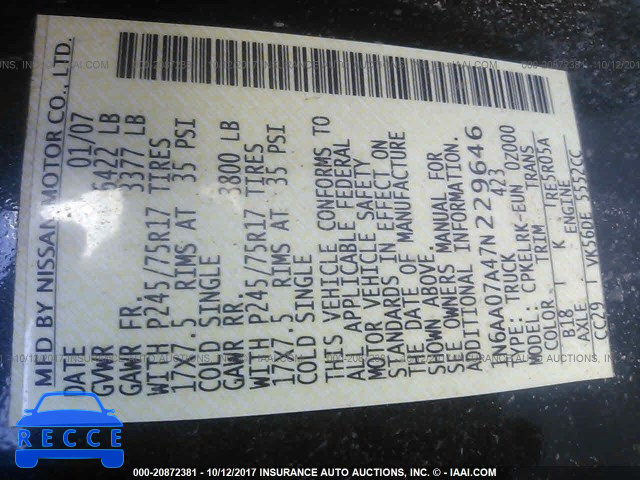 MFD BY NISSAN MOTOR CO., LTD.
DATE 01/07
GVWR 6422 LB
GAWR FR. 3377 LB
WITH P245/75R17 TIRES
17X7.5 RIMS AT 35 PSI
COLD SINGLE
GAWR RR. 3800 LB
WITH P245/75R17 TIRES
17X7.5 RIMS AT 35 PSI
COLD SINGLE
THIS VEHICLE CONFORMS TO
ALL APPLICABLE FEDERAL
MOTOR VEHICLE SAFETY
STANDARDS IN EFFECT ON
THE DATE OF MANUFACTURE
SHOWN ABOVE.
SEE OWNERS MANUAL FOR
ADDITIONAL INFORMATION.
1N6AA07A47N229646
TYPE: TRUCK 423
MODEL: CPKELRK-EUN 0Z000
COLOR TRIM TRANS
B18 K RE5R05A
AXLE ENGINE
CC29 VK56DE 5552CC
RECCE
000-20872381 - 10/12/2017 INSURANCE AUTO AUCTIONS, INC. © - IAAI.COM